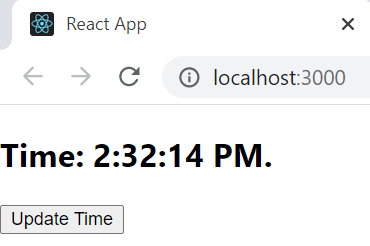 React App
localhost:3000
Time: 2:32:14 PM.
Update Time